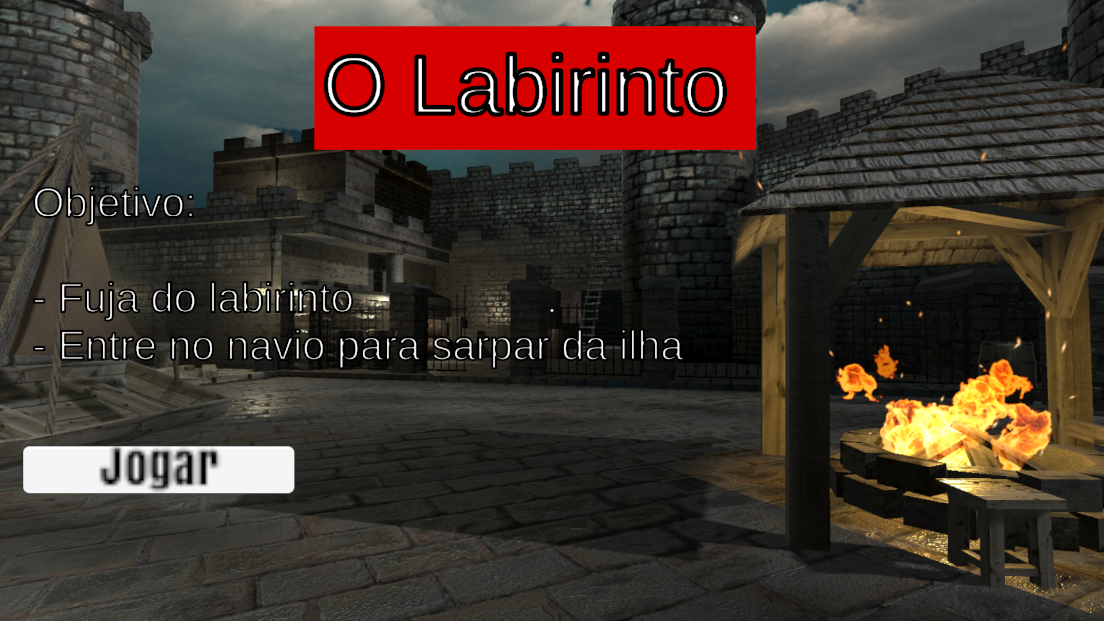 O Labirinto
Objetivo:
- Fuja do labirinto
- Entre no navio para sarpar da ilha
Jogar